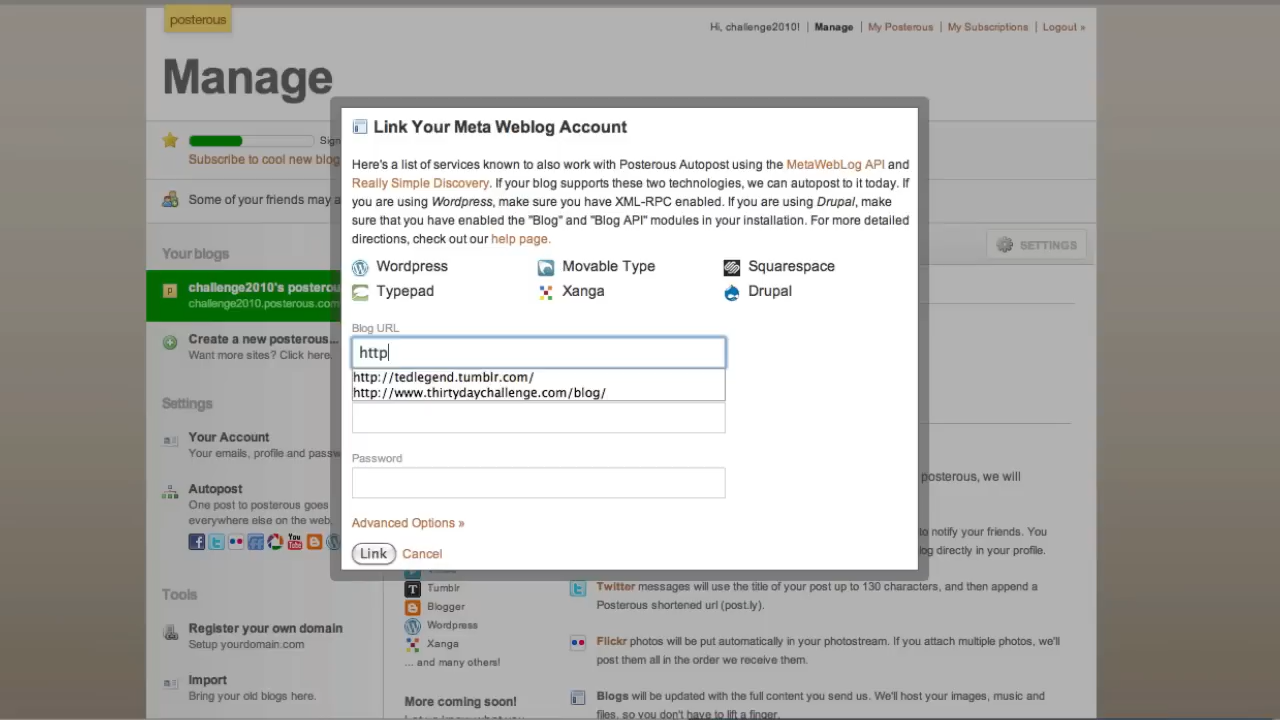 posterous
Hi, challenge2010! | Manage | My Posterous | My Subscriptions | Logout »
Manage
Sign
Subscribe to cool new blog
Some of your friends may a
Your blogs
challenge2010's posterou
challenge2010.posterous.com
Create a new posterous...
Want more sites? Click here.
Settings
Your Account
Your emails, profile and passw
Autopost
One post to posterous goes
everywhere else on the web.
Tools
Register your own domain
Setup yourdomain.com
Import
Bring your old blogs here.
Link Your Meta Weblog Account
Here's a list of services known to also work with Posterous Autopost using the MetaWebLog API and
Really Simple Discovery. If your blog supports these two technologies, we can autopost to it today. If
you are using Wordpress, make sure you have XML-RPC enabled. If you are using Drupal, make
sure that you have enabled the "Blog" and "Blog API" modules in your installation. For more detailed
directions, check out our help page.
Wordpress Movable Type Squarespace
Typepad Xanga Drupal
Blog URL
http
http://tedlegend.tumblr.com/
http://www.thirtydaychallenge.com/blog/
Password
Advanced Options »
Link Cancel
SETTINGS
posterous, we will
to notify your friends. You
log directly in your profile.
Tumblr
Blogger
Wordpress
Xanga
... and many others!
More coming soon!
Twitter messages will use the title of your post up to 130 characters, and then append a
Posterous shortened url (post.ly).
Flickr photos will be put automatically in your photostream. If you attach multiple photos, we'll
post them all in the order we receive them.
Blogs will be updated with the full content you send us. We'll host your images, music and
files, so you don't have to lift a finger.